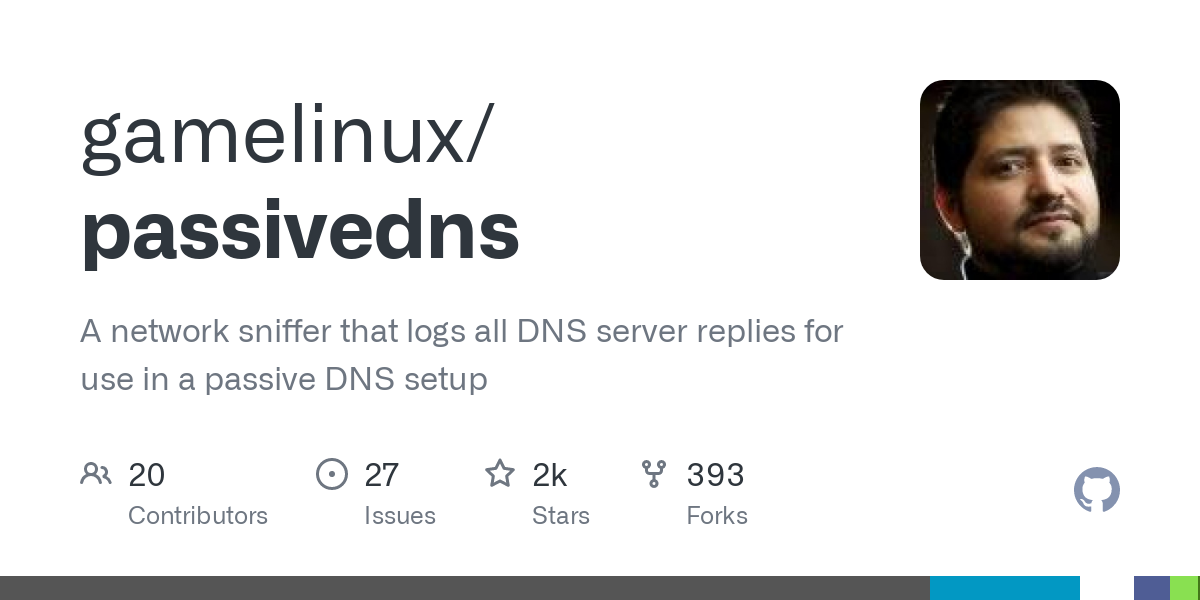 gamelinux/
passivedns
A network sniffer that logs all DNS server replies for
use in a passive DNS setup
20 27 2k 393
Contributors Issues Stars Forks